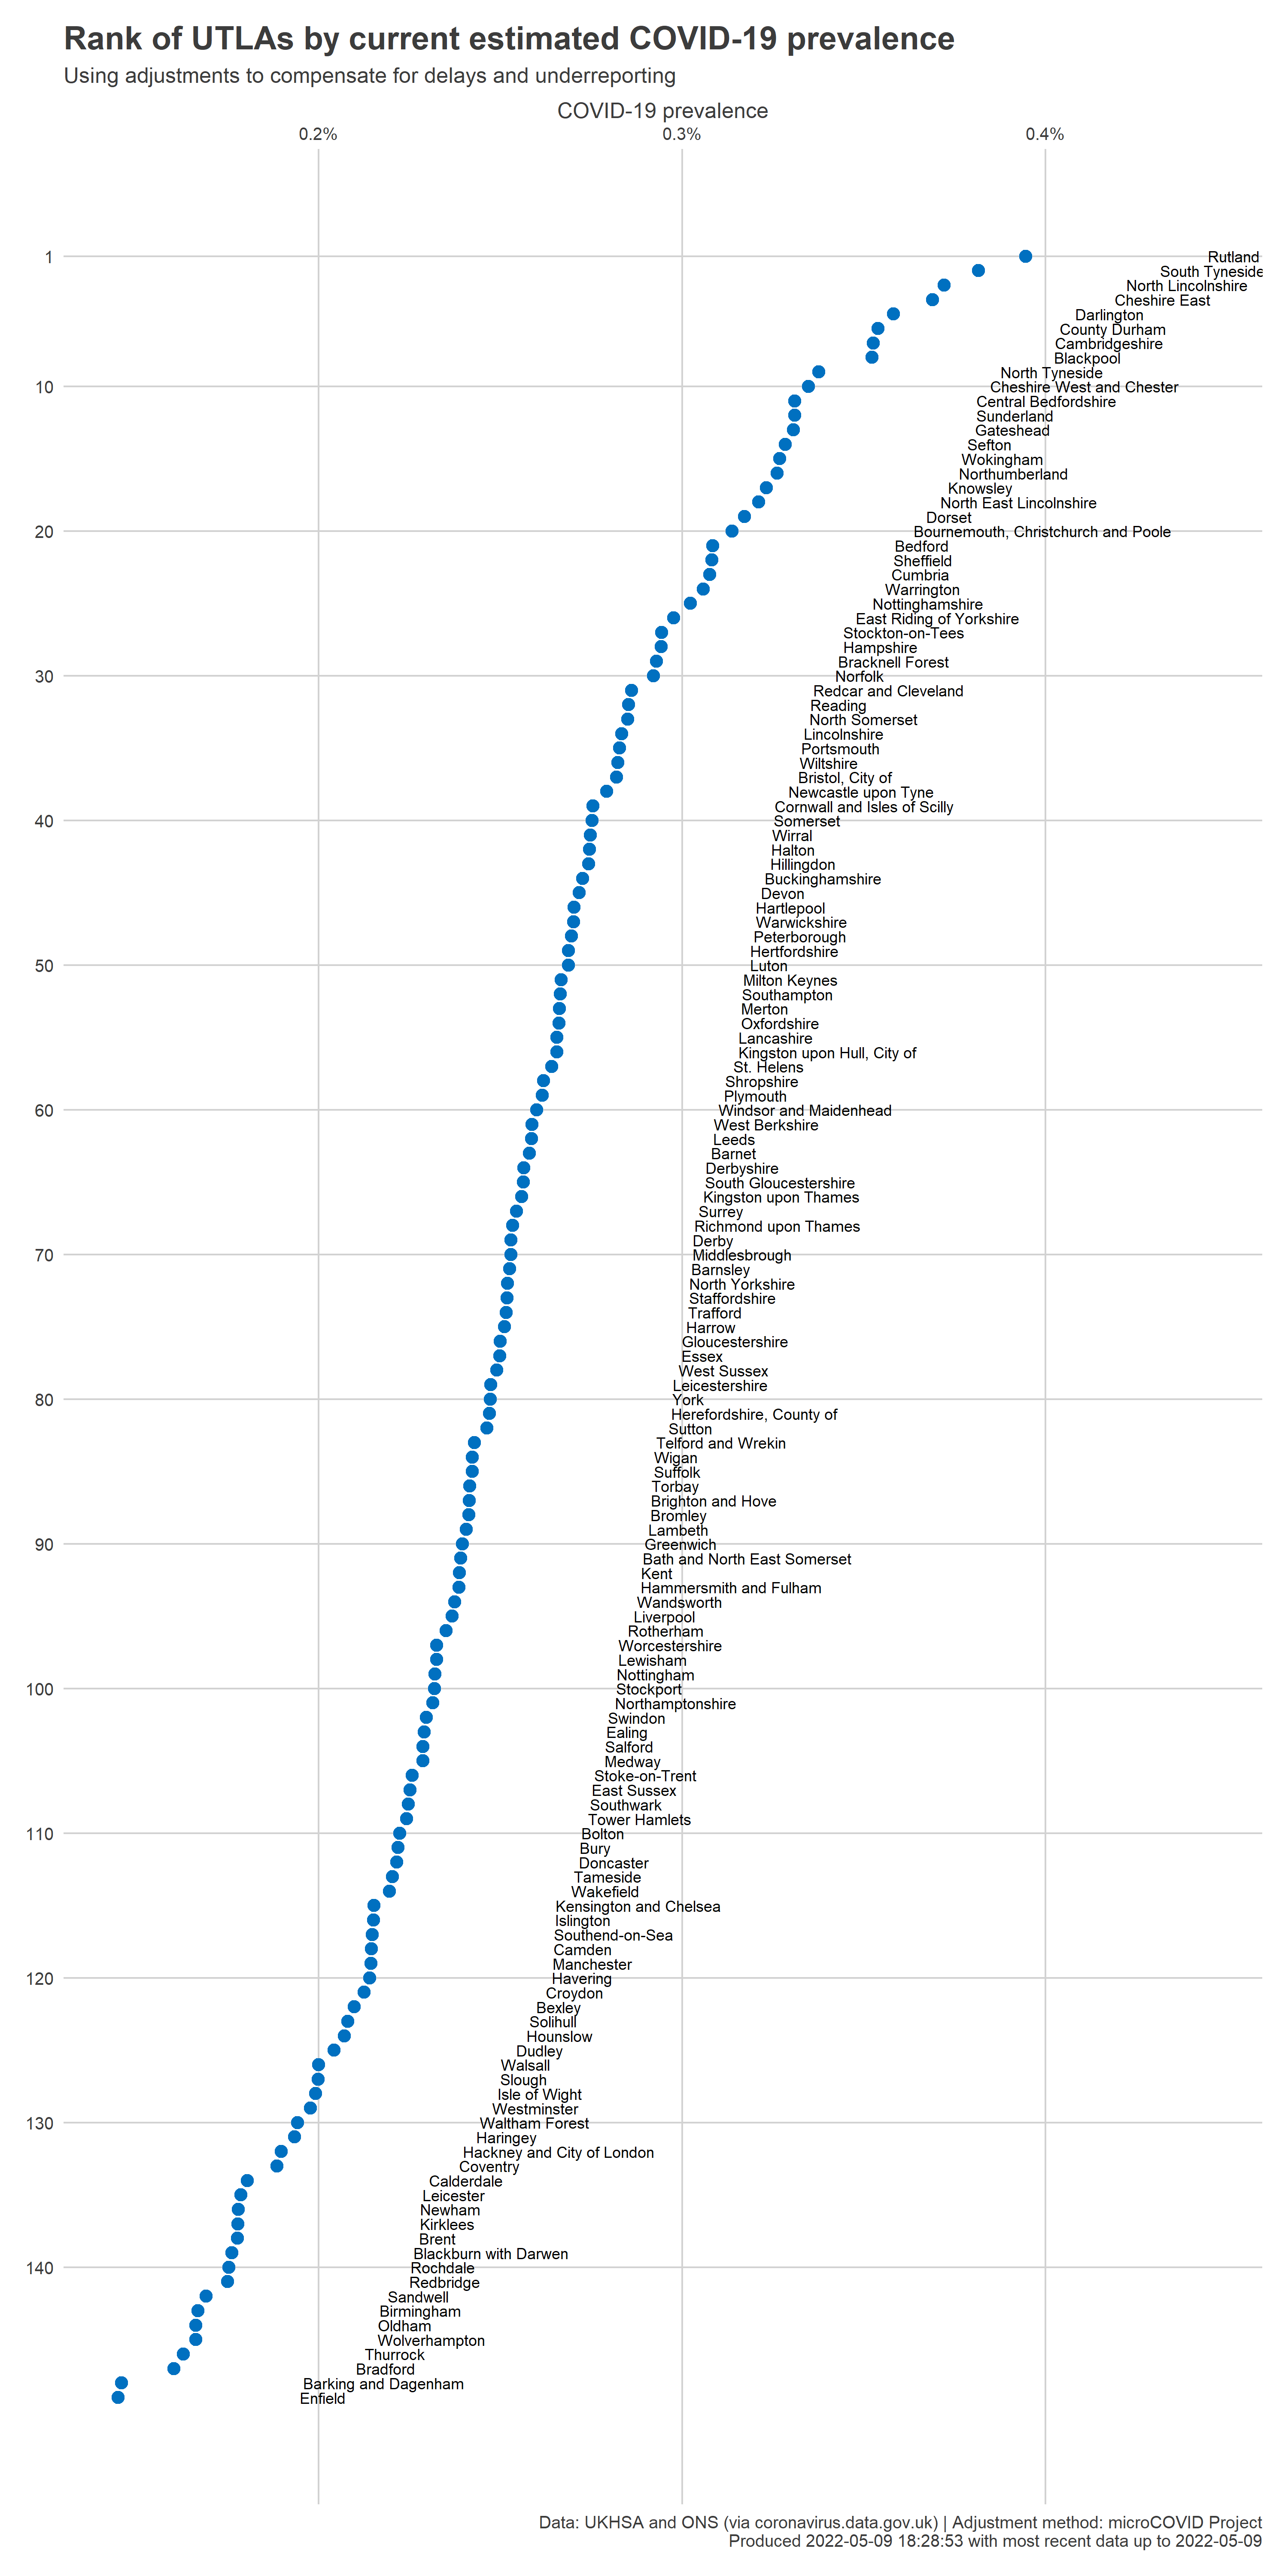 Rank of UTLAs by current estimated COVID-19 prevalence
Using adjustments to compensate for delays and underreporting
COVID-19 prevalence
0.2% 0.3% 0.4%
1 Rutland
South Tyneside
North Lincolnshire
Cheshire East
Darlington
County Durham
Cambridgeshire
Blackpool
North Tyneside
10 Cheshire West and Chester
Central Bedfordshire
Sunderland
Gateshead
Sefton
Wokingham
Northumberland
Knowsley
North East Lincolnshire
Dorset
20 Bournemouth, Christchurch and Poole
Bedford
Sheffield
Cumbria
Warrington
Nottinghamshire
East Riding of Yorkshire
Stockton-on-Tees
Hampshire
Bracknell Forest
30 Norfolk
Redcar and Cleveland
Reading
North Somerset
Lincolnshire
Portsmouth
Wiltshire
Bristol, City of
Newcastle upon Tyne
Cornwall and Isles of Scilly
40 Somerset
Wirral
Halton
Hillingdon
Buckinghamshire
Devon
Hartlepool
Warwickshire
Peterborough
Hertfordshire
50 Luton
Milton Keynes
Southampton
Merton
Oxfordshire
Lancashire
Kingston upon Hull, City of
St. Helens
Shropshire
Plymouth
60 Windsor and Maidenhead
West Berkshire
Leeds
Barnet
Derbyshire
South Gloucestershire
Kingston upon Thames
Surrey
Richmond upon Thames
Derby
70 Middlesbrough
Barnsley
North Yorkshire
Staffordshire
Trafford
Harrow
Gloucestershire
Essex
West Sussex
Leicestershire
80 York
Herefordshire, County of
Sutton
Telford and Wrekin
Wigan
Suffolk
Torbay
Brighton and Hove
Bromley
Lambeth
90 Greenwich
Bath and North East Somerset
Kent
Hammersmith and Fulham
Wandsworth
Liverpool
Rotherham
Worcestershire
Lewisham
Nottingham
100 Stockport
Northamptonshire
Swindon
Ealing
Salford
Medway
Stoke-on-Trent
East Sussex
Southwark
Tower Hamlets
110 Bolton
Bury
Doncaster
Tameside
Wakefield
Kensington and Chelsea
Islington
Southend-on-Sea
Camden
Manchester
120 Havering
Croydon
Bexley
Solihull
Hounslow
Dudley
Walsall
Slough
Isle of Wight
Westminster
130 Waltham Forest
Haringey
Hackney and City of London
Coventry
Calderdale
Leicester
Newham
Kirklees
Brent
Blackburn with Darwen
140 Rochdale
Redbridge
Sandwell
Birmingham
Oldham
Wolverhampton
Thurrock
Bradford
Barking and Dagenham
Enfield
Data: UKHSA and ONS (via coronavirus.data.gov.uk) | Adjustment method: microCOVID Project
Produced 2022-05-09 18:28:53 with most recent data up to 2022-05-09